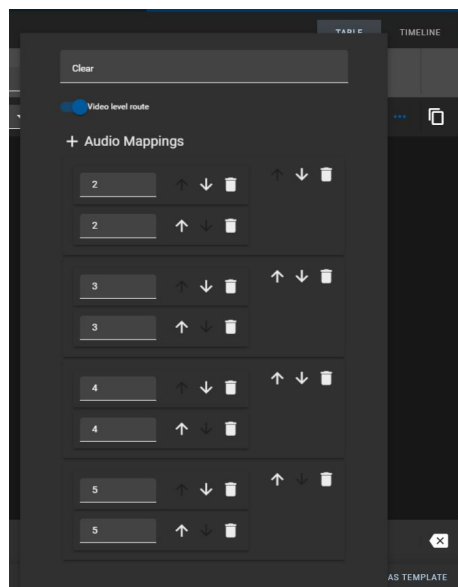 TABLE
TIMELINE
Clear
Video level route
+ Audio Mappings
2
2
3
3
4
4
5
5
AS TEMPLATE